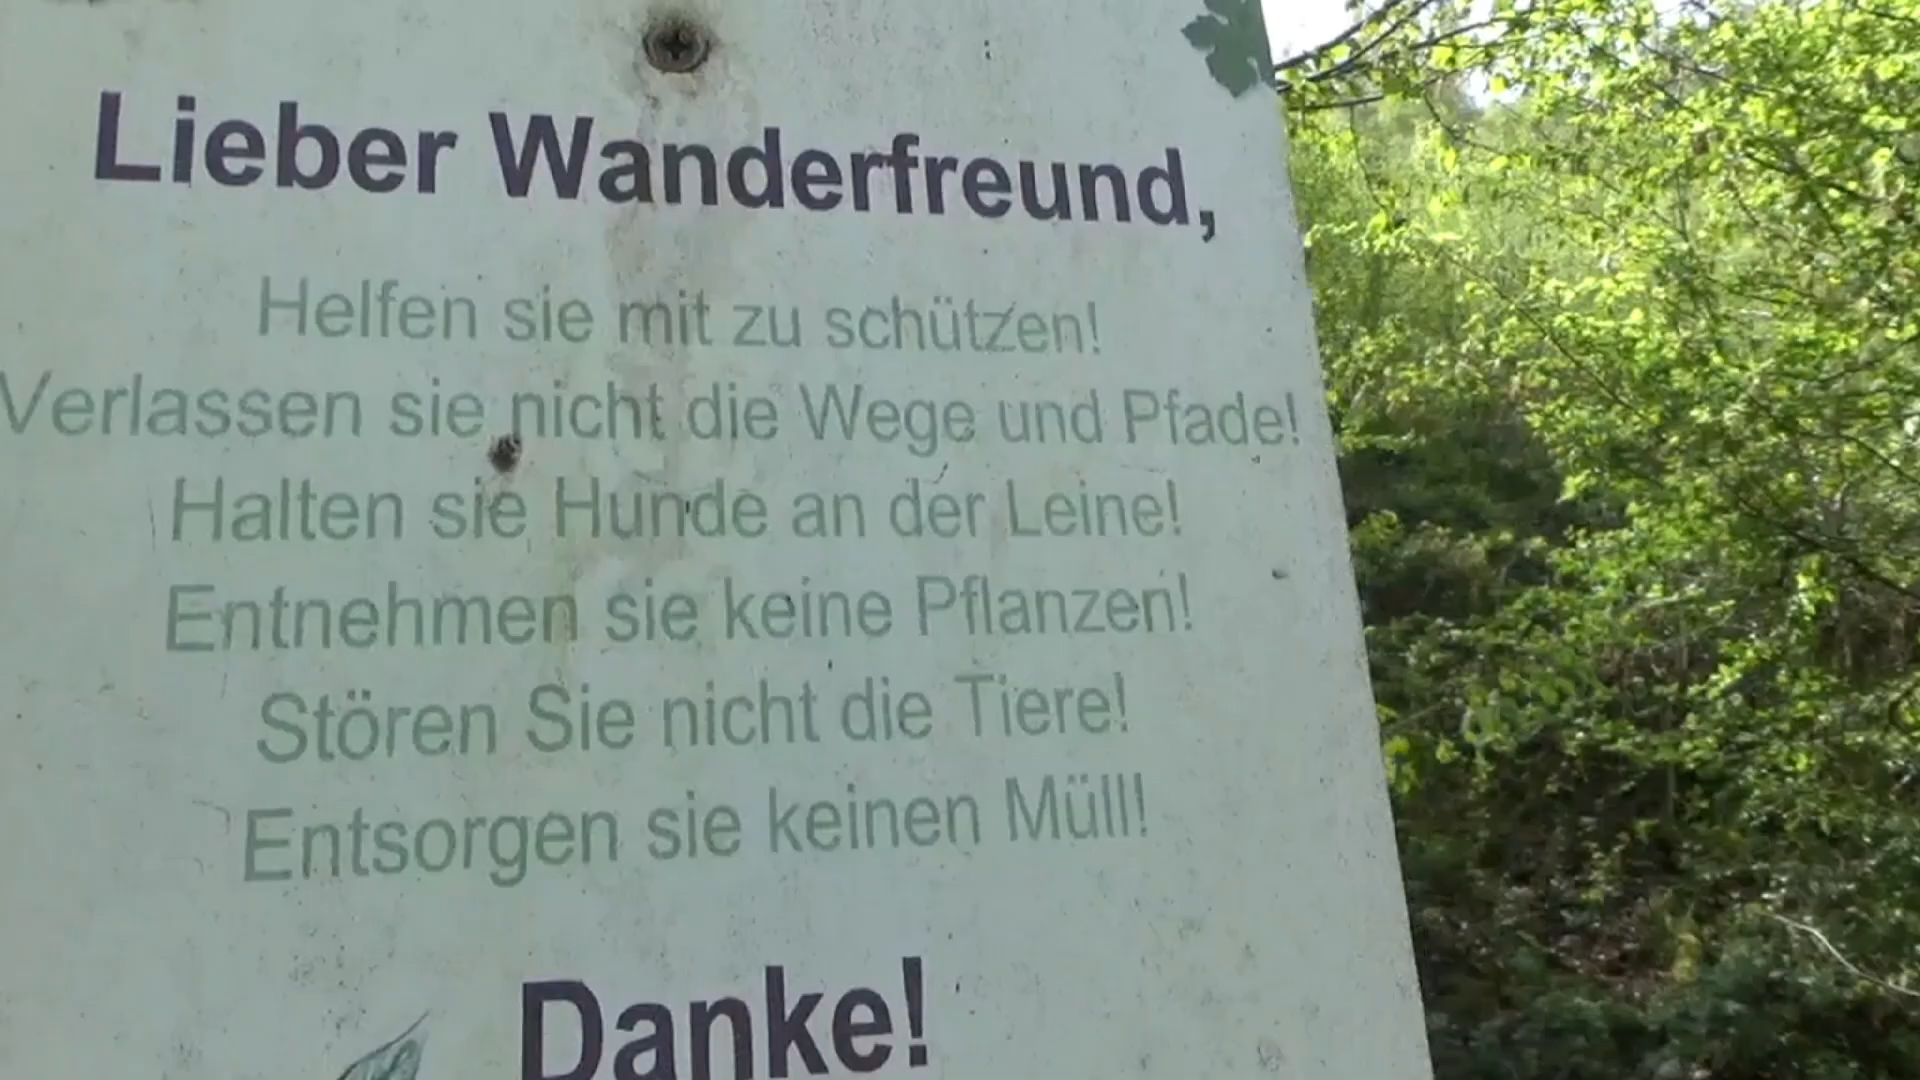 Lieber Wanderfreund,
Helfen sie mit zu schützen!
Verlassen sie nicht die Wege und Pfade!
Halten sie Hunde an der Leine!
Entnehmen sie keine Pflanzen!
Stören Sie nicht die Tiere!
Entsorgen sie keinen Müll!
Danke!